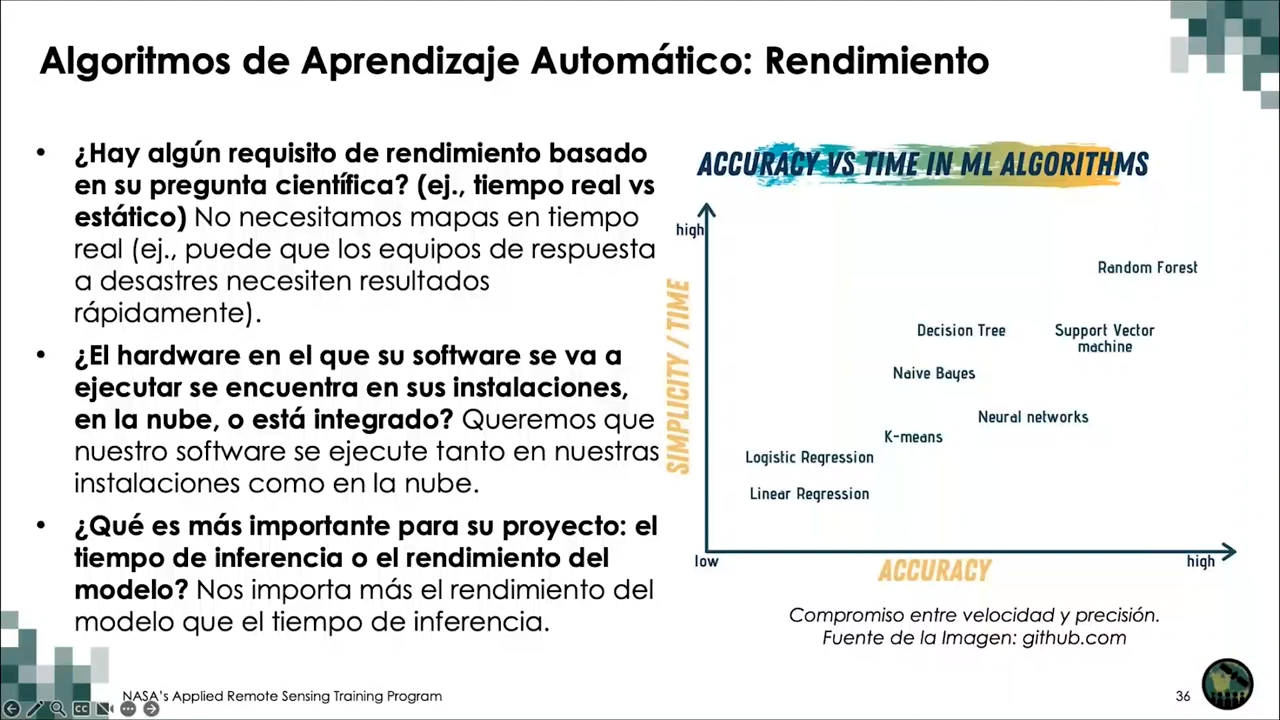 Algoritmos de Aprendizaje Automático: Rendimiento
• ¿Hay algún requisito de rendimiento basado
en su pregunta científica? (ej., tiempo real vs
estático) No necesitamos mapas en tiempo
real (ej., puede que los equipos de respuesta
a desastres necesiten resultados
rápidamente).
• ¿El hardware en el que su software se va a
ejecutar se encuentra en sus instalaciones,
en la nube, o está integrado? Queremos que
nuestro software se ejecute tanto en nuestras
instalaciones como en la nube.
• ¿Qué es más importante para su proyecto: el
tiempo de inferencia o el rendimiento del
modelo? Nos importa más el rendimiento del
modelo que el tiempo de inferencia.
ACCURACY VS TIME IN ML ALGORITHMS
high
SIMPLICITY / TIME
Random Forest
Decision Tree
Support Vector
machine
Naive Bayes
Neural networks
K-means
Logistic Regression
Linear Regression
low
high
ACCURACY
Compromiso entre velocidad y precisión.
Fuente de la Imagen: github.com
NASA's Applied Remote Sensing Training Program
36
CC